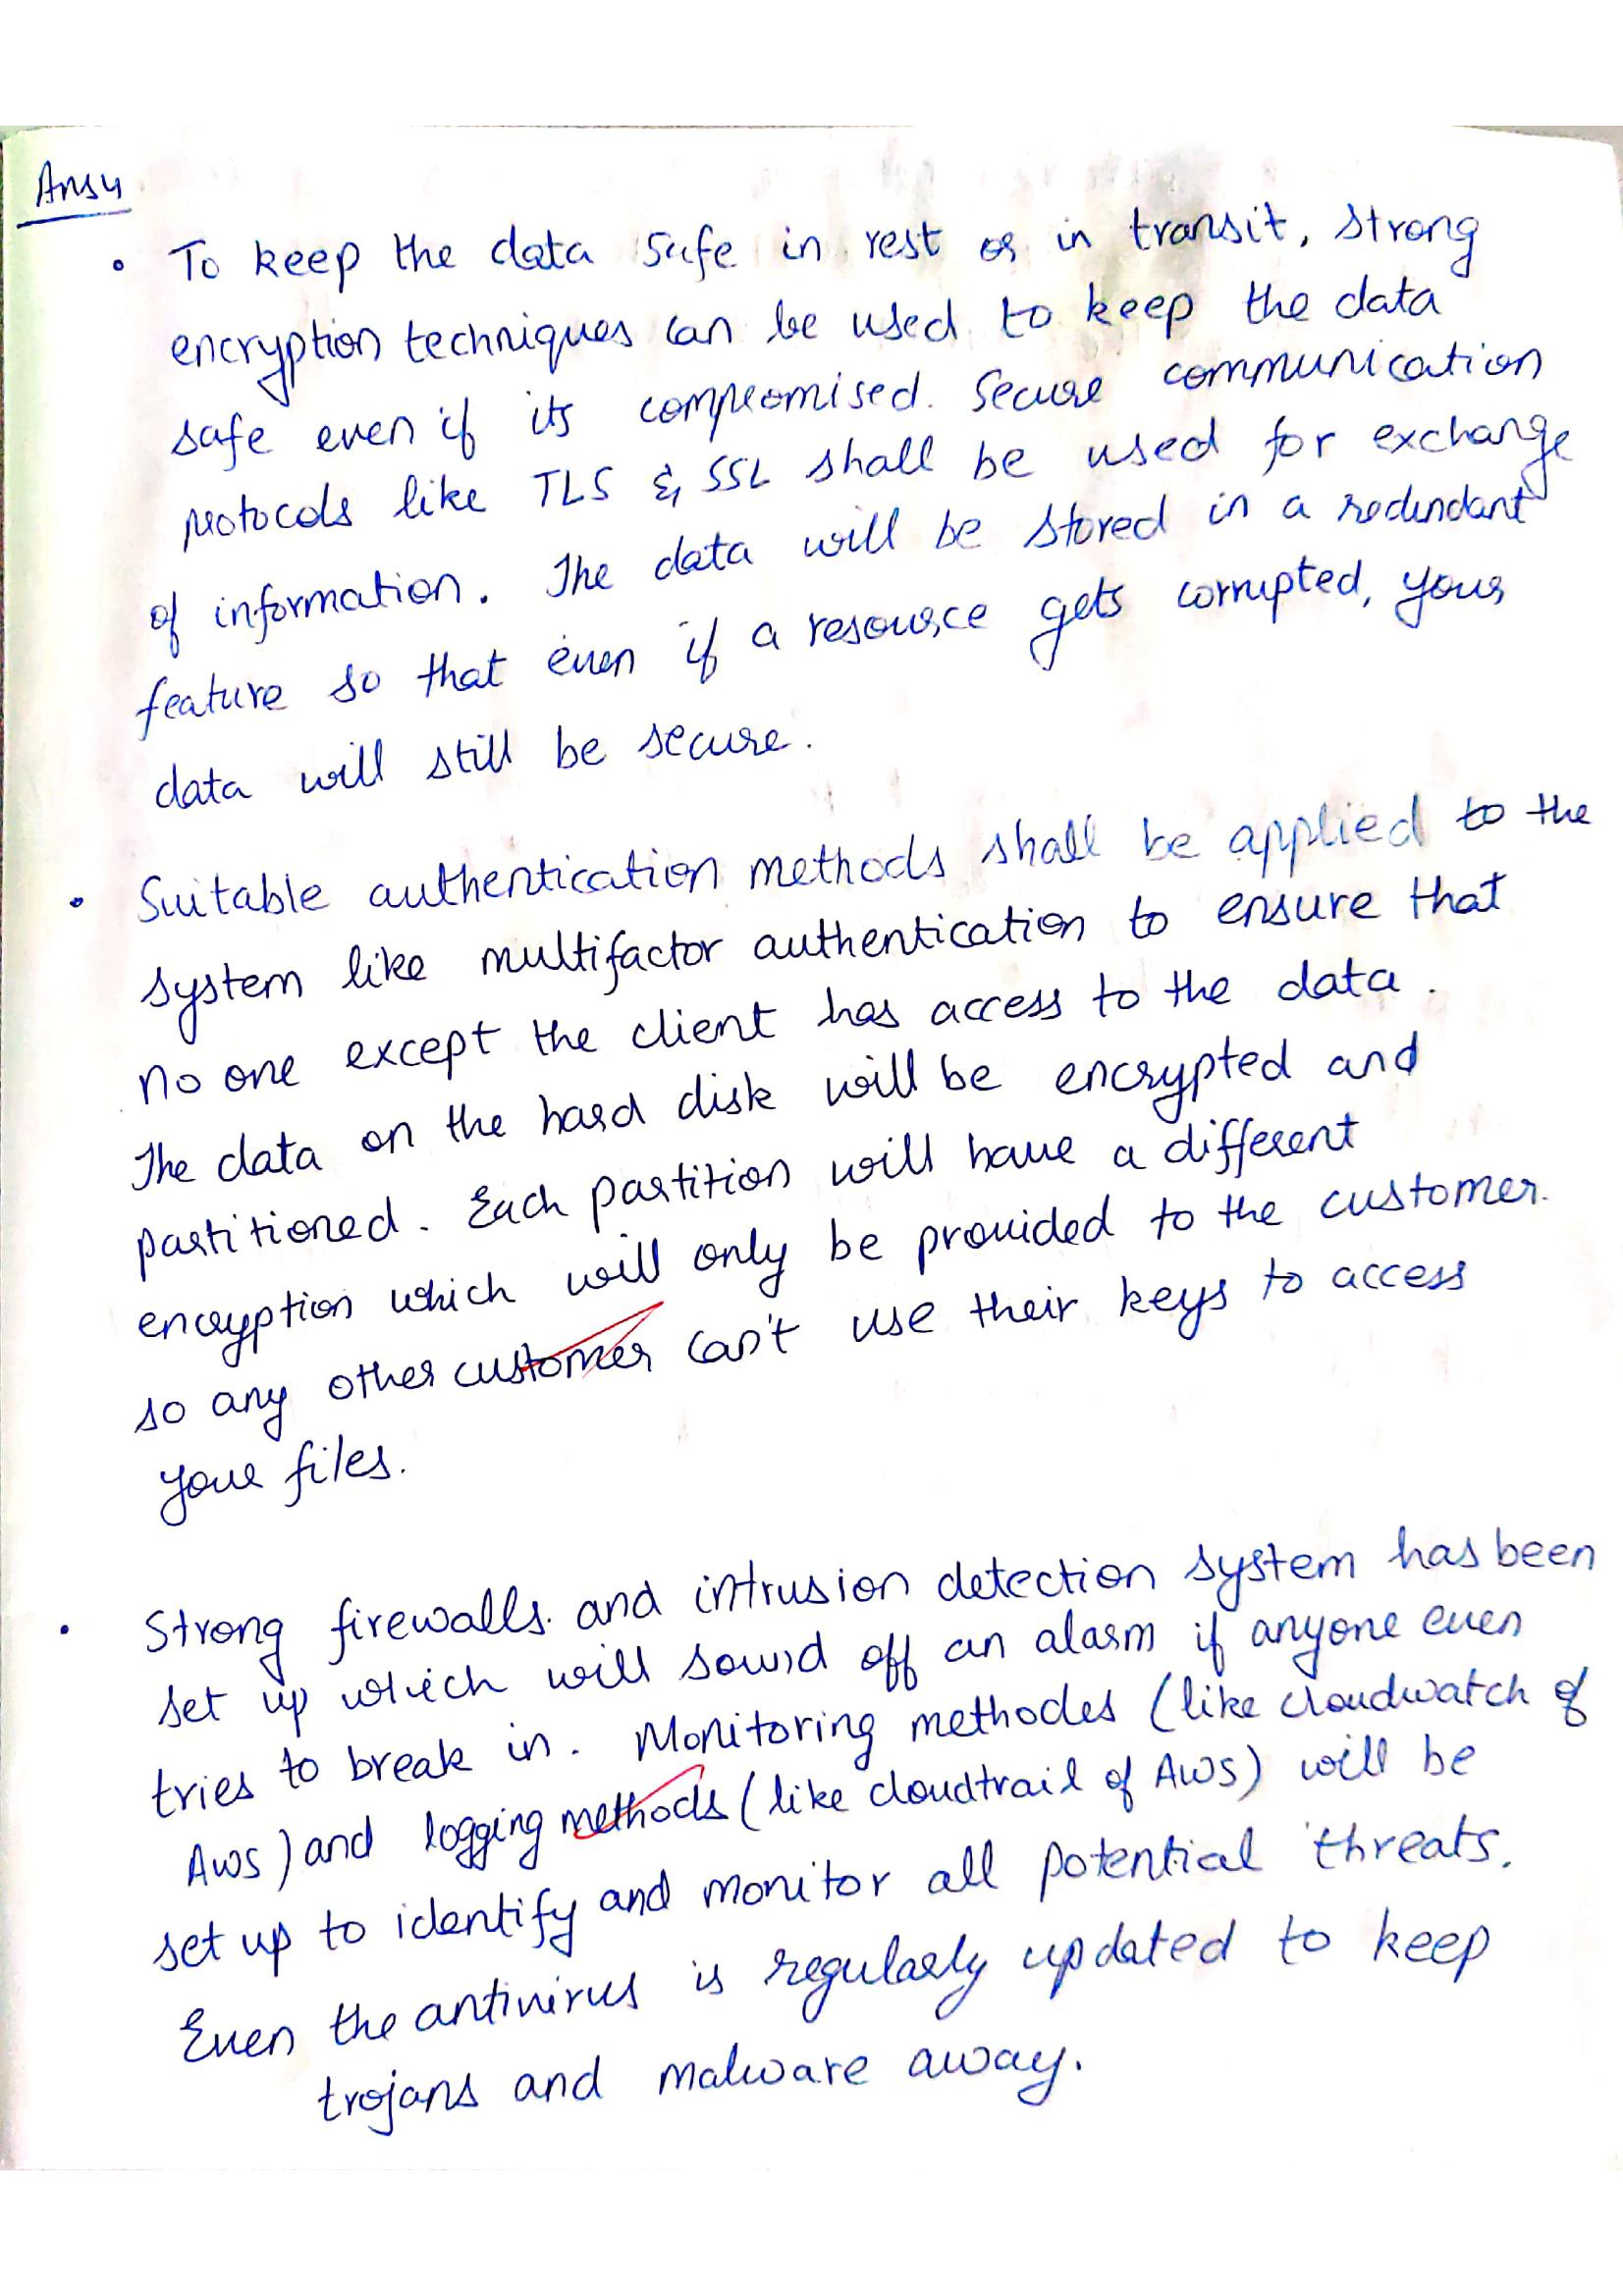 Ans 4
• To keep the data safe in rest or in transit, strong
encryption techniques can be used to keep the data
safe even if its compromised. Secure communication
protocols like TLS & SSL shall be used for exchange
of information. The data will be stored in a redundant
feature so that even if a resource gets corrupted, your
data will still be secure.
• Suitable authentication methods shall be applied to the
system like multifactor authentication to ensure that
no one except the client has access to the data.
The data on the hard disk will be encrypted and
partitioned. Each partition will have a different
encryption which will only be provided to the customer.
so any other customer can't use their keys to access
your files.
• Strong firewalls and intrusion detection system has been
set up which will sound off an alarm if anyone even
tries to break in. Monitoring methodes (like cloudwatch of
Aws) and logging methods (like cloudtrail of AWS) will be
set up to identify and monitor all potential threats.
Even the antivirus is regularly updated to keep
trojans and malware away.